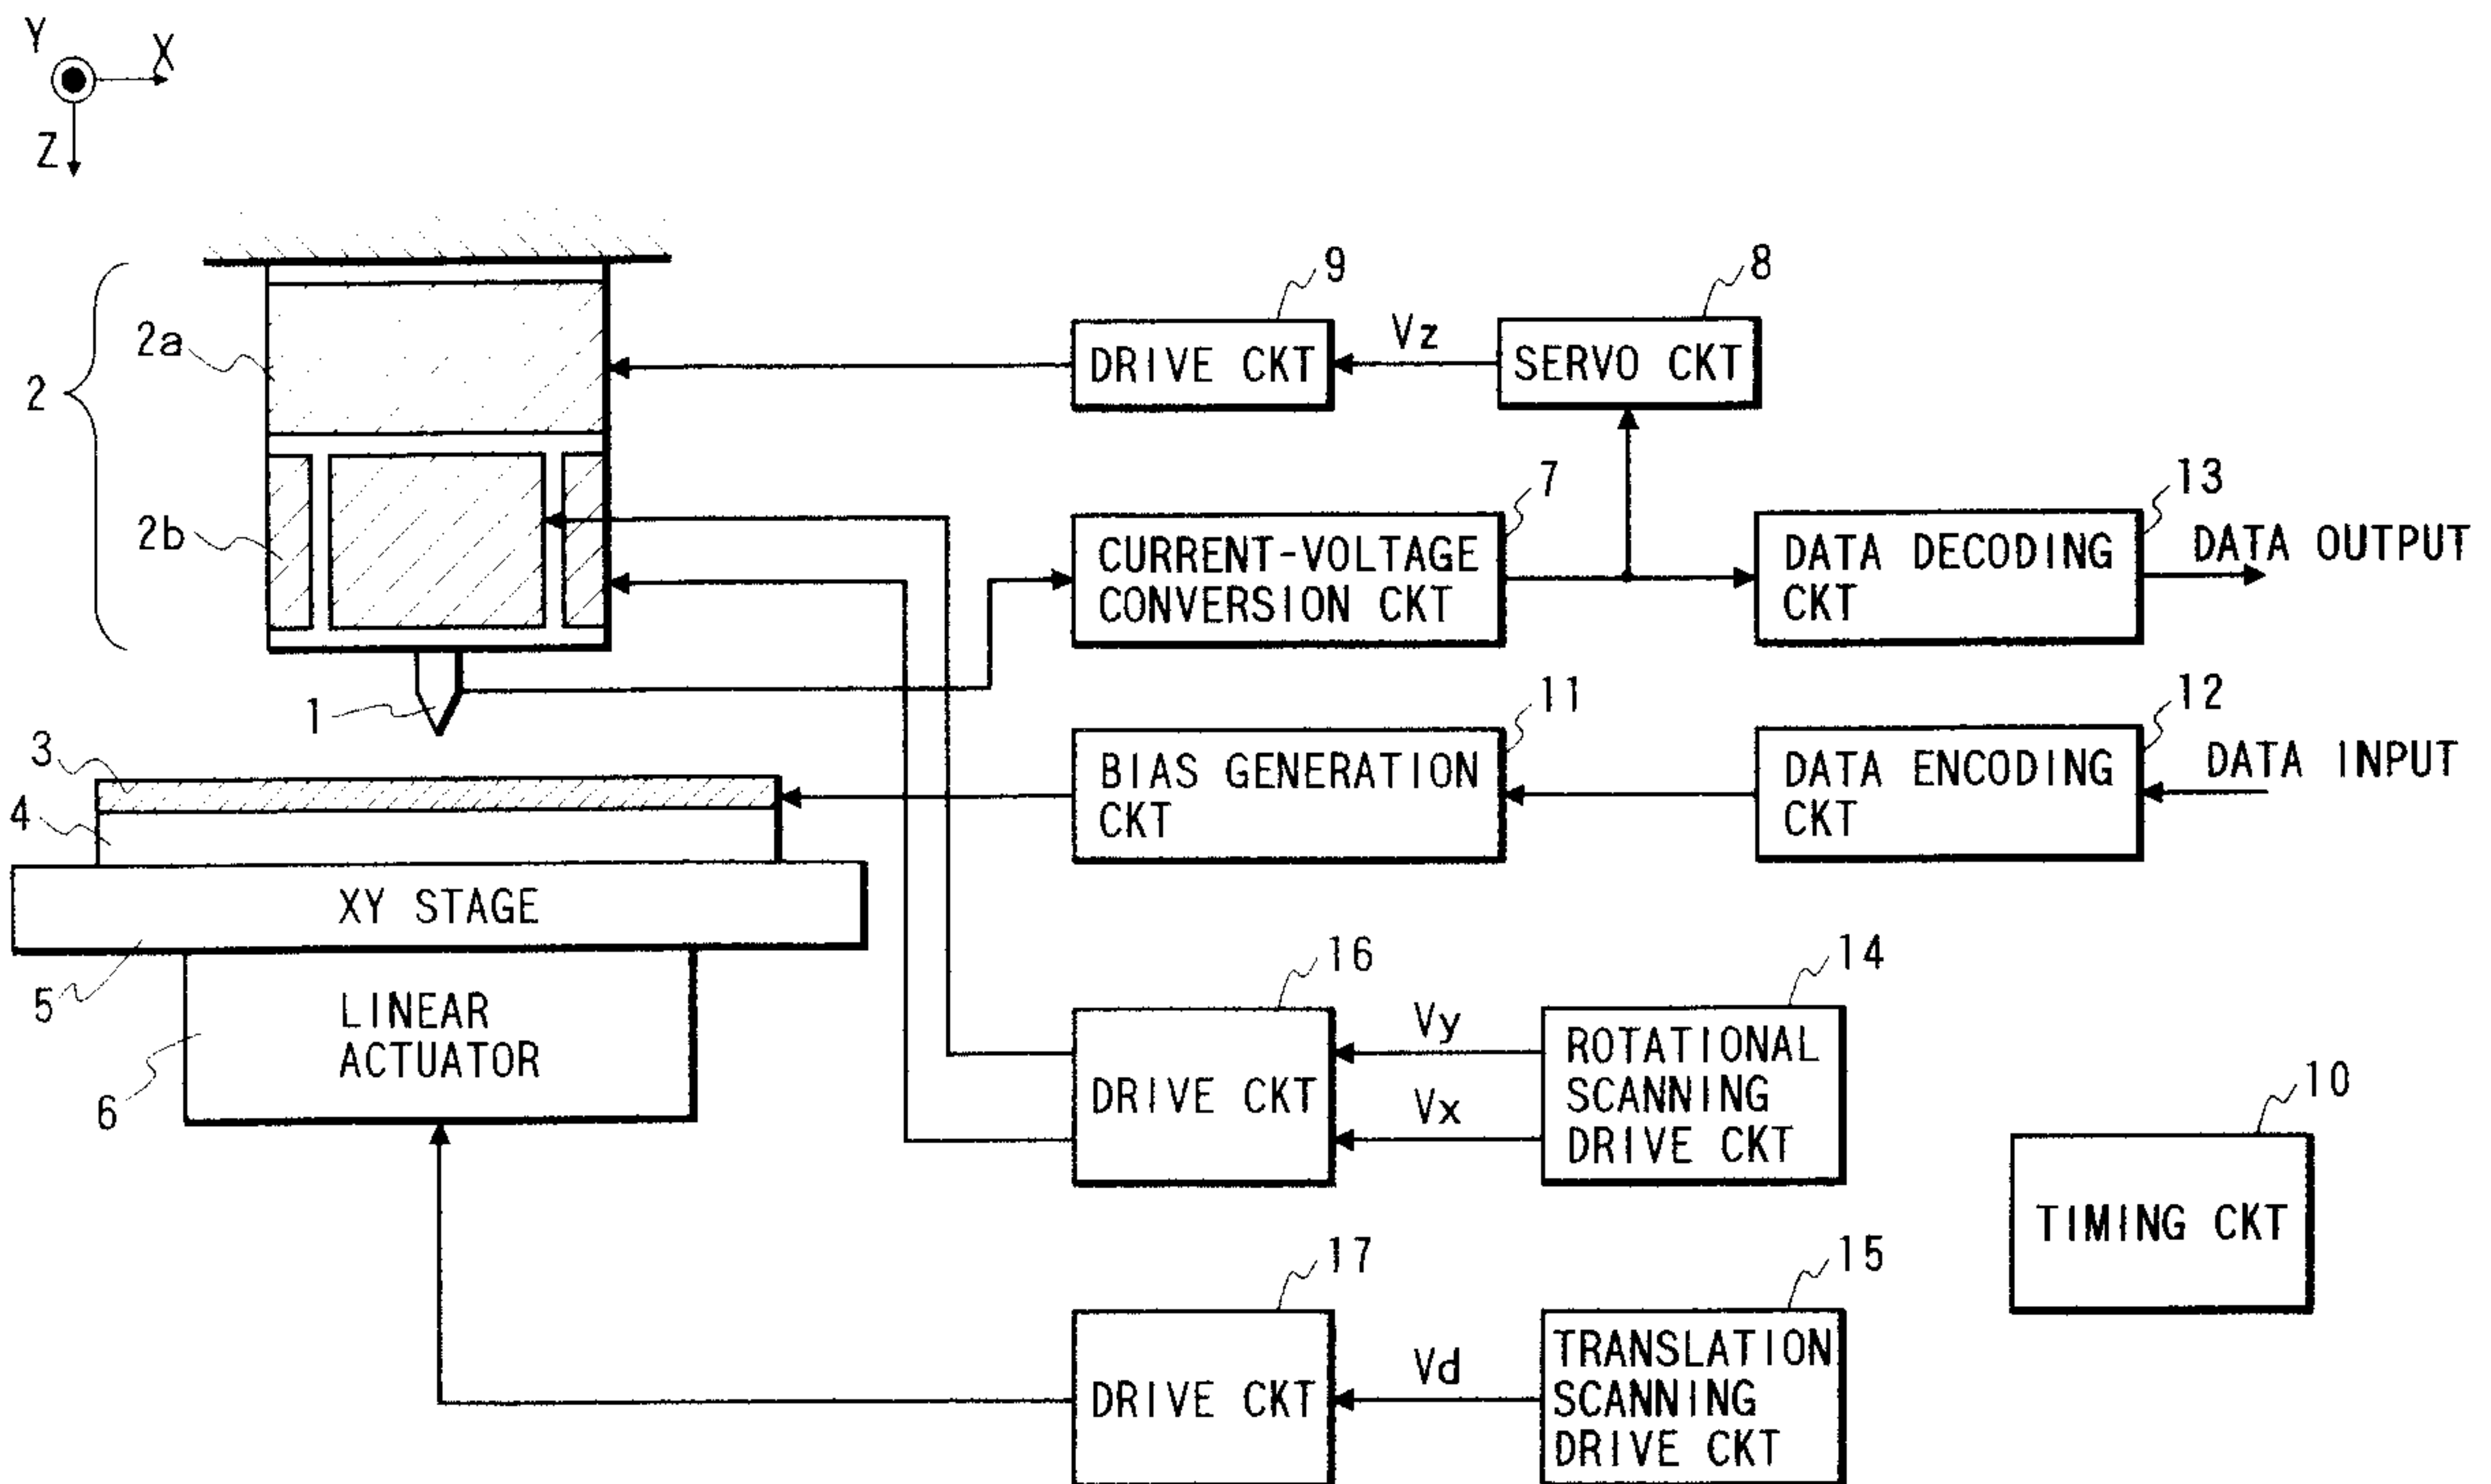 Y
X
Z
2
2a
2b
1
3
4
XY STAGE
5
LINEAR
ACTUATOR
6
9
DRIVE CKT
Vz
8
SERVO CKT
7
CURRENT-VOLTAGE
CONVERSION CKT
13
DATA DECODING
CKT
DATA OUTPUT
11
BIAS GENERATION
CKT
12
DATA ENCODING
CKT
DATA INPUT
16
DRIVE CKT
Vy
Vx
14
ROTATIONAL
SCANNING
DRIVE CKT
10
TIMING CKT
17
DRIVE CKT
Vd
15
TRANSLATION
SCANNING
DRIVE CKT